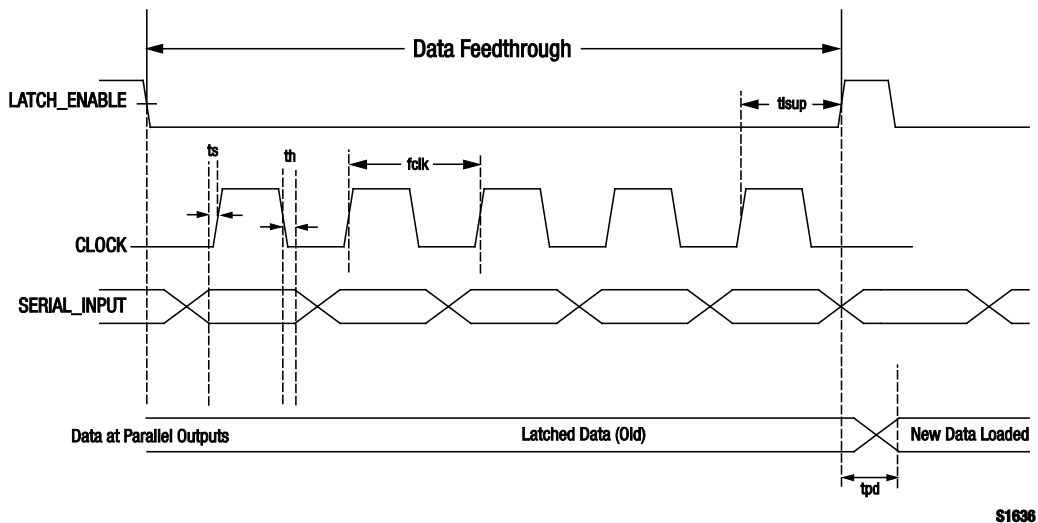 Data Feedthrough
LATCH_ENABLE
tlsup
ts
th
fclk
CLOCK
SERIAL_INPUT
Data at Parallel Outputs
Latched Data (Old)
New Data Loaded
tpd
S1636